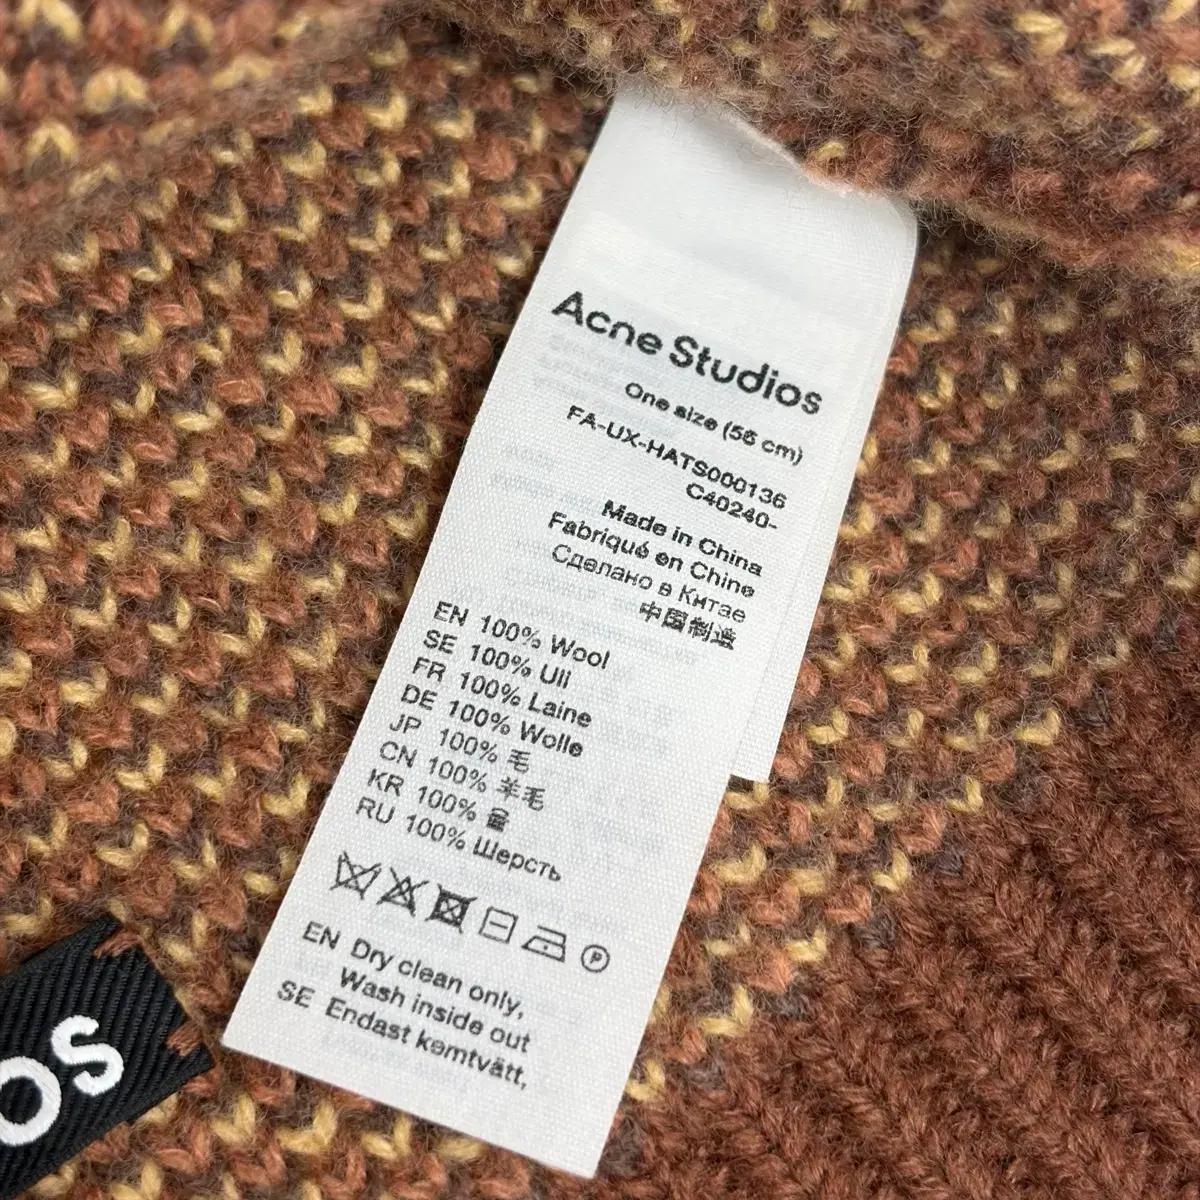 Acne Studios
One size (56 cm)
FA-UX-HATS000136
C40240-
Made in China
Fabriqué en Chine
Сделано в Китае
中国制造
EN 100% Wool
SE 100% Ull
FR 100% Laine
DE 100% Wolle
JP 100% 毛
CN 100% 羊毛
KR 100% 울
RU 100% Шерсть
P
EN Dry clean only,
Wash inside out
SE Endast kemtvätt,
os